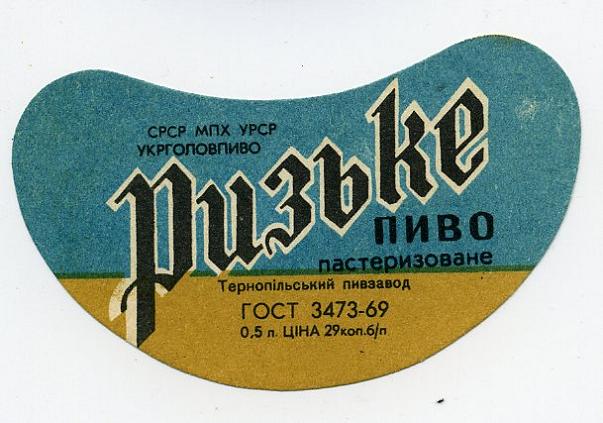 СРСР МПХ УРСР
УКРГОЛОВПИВО
Ризьке
ПИВО
пастеризоване
Тернопільський пивзавод
ГОСТ 3473-69
0,5 л. ЦІНА 29коп.б/п